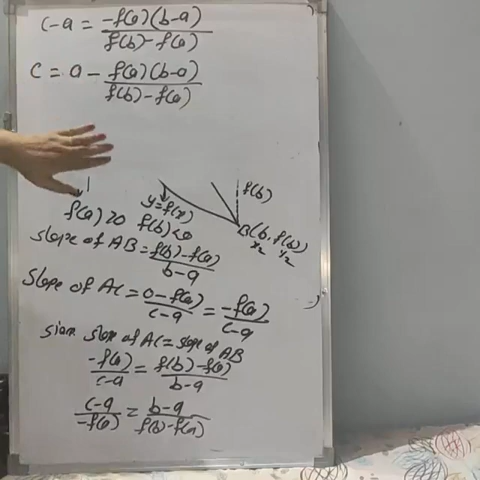 c-a = -f(a)(b-a) / f(b)-f(a)
c = a - f(a)(b-a) / f(b)-f(a)
f(b)
y=f(x)
B(b, f(b))
x2 y2
f(a)>0 f(b)<0
slope of AB = f(b)-f(a) / b-a
slope of AC = 0-f(a) / c-a = -f(a) / c-a
slope of AC = slope of AB
-f(a) / c-a = f(b)-f(a) / b-a
c-a / -f(a) = b-a / f(b)-f(a)